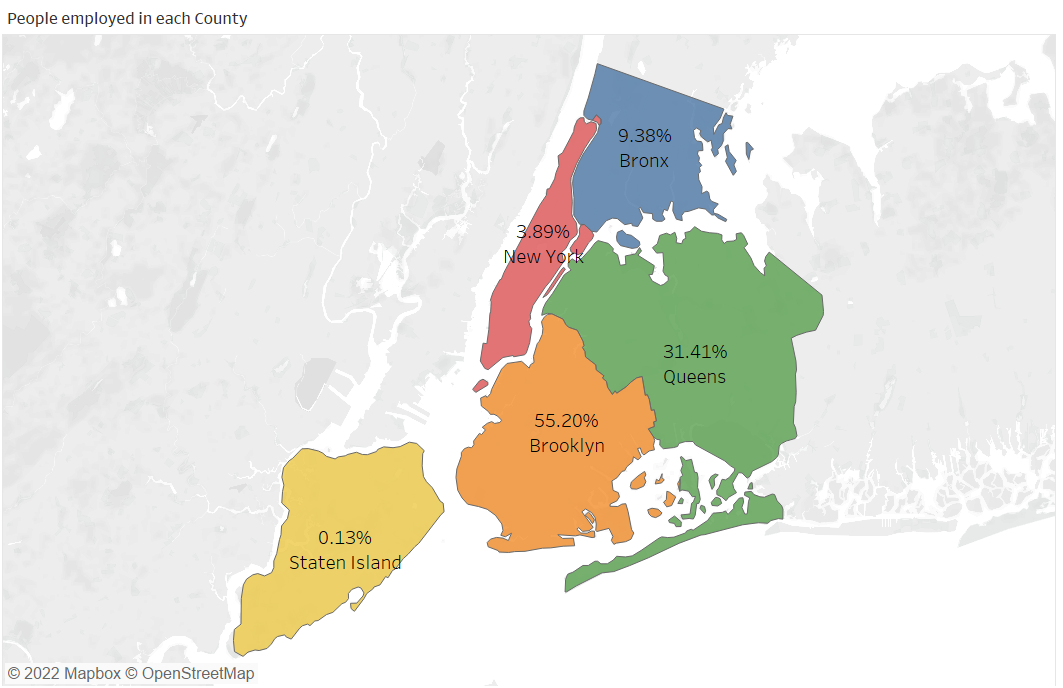 People employed in each County
9.38%
Bronx
3.89%
New York
31.41%
Queens
55.20%
Brooklyn
0.13%
Staten Island
© 2022 Mapbox © OpenStreetMap